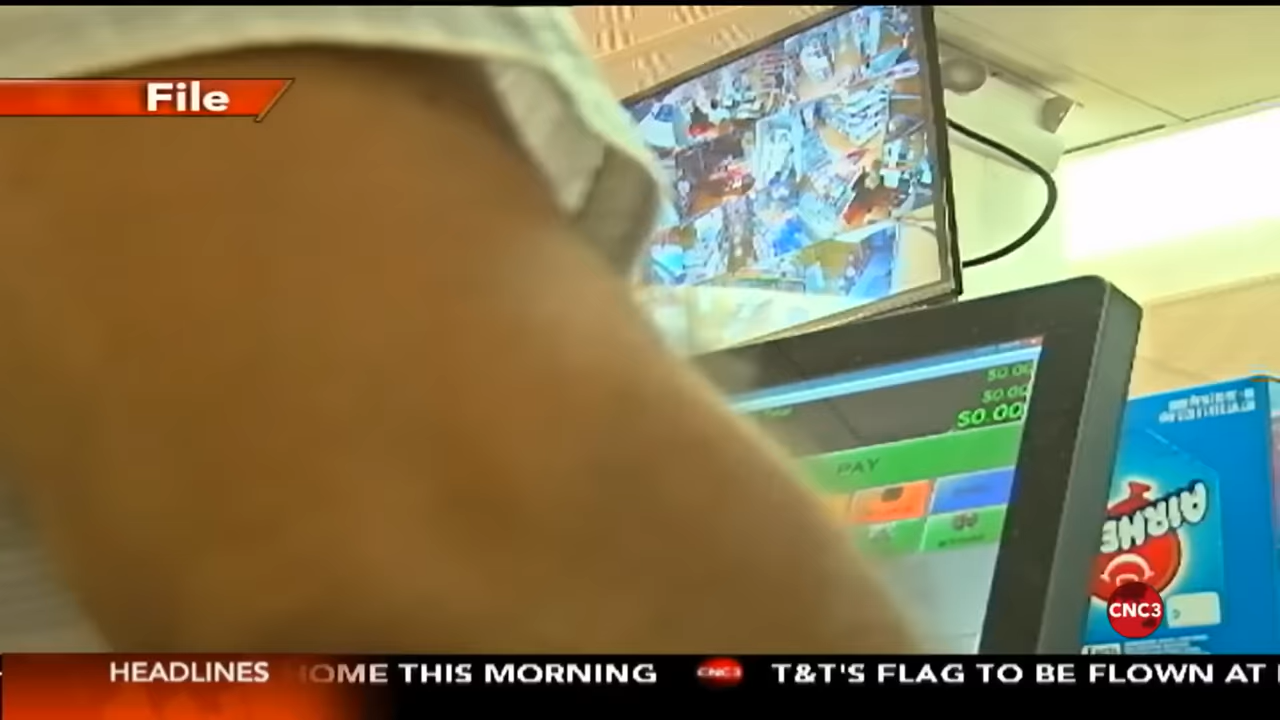 File
$0.00
$0.00
$0.00
PAY
AIRHE
CNC3
HEADLINES
OME THIS MORNING CNC3 T&T'S FLAG TO BE FLOWN AT